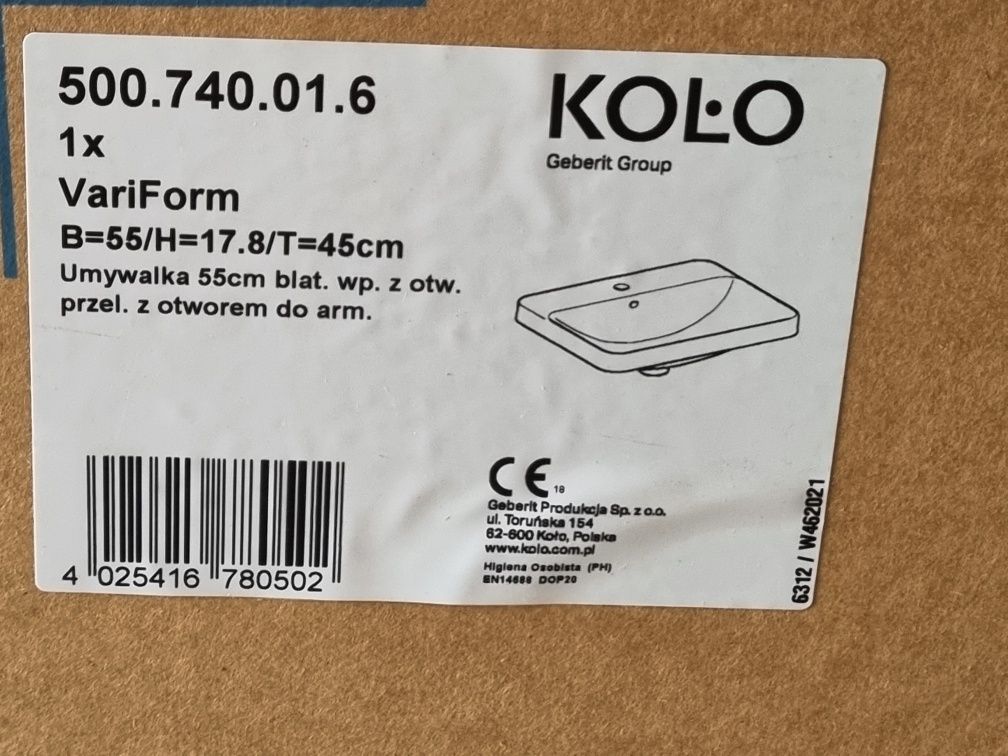 500.740.01.6
1x
VariForm
B=55/H=17.8/T=45cm
Umywalka 55cm blat. wp. z otw.
przel. z otworem do arm.
KOŁO
Geberit Group
4 025416 780502
CE 18
Geberit Produkcja Sp. z o.o.
ul. Toruńska 154
62-600 Koło, Polska
www.kolo.com.pl
Higiena Osobista (PH)
EN14688 DOP20
6312 / W462021